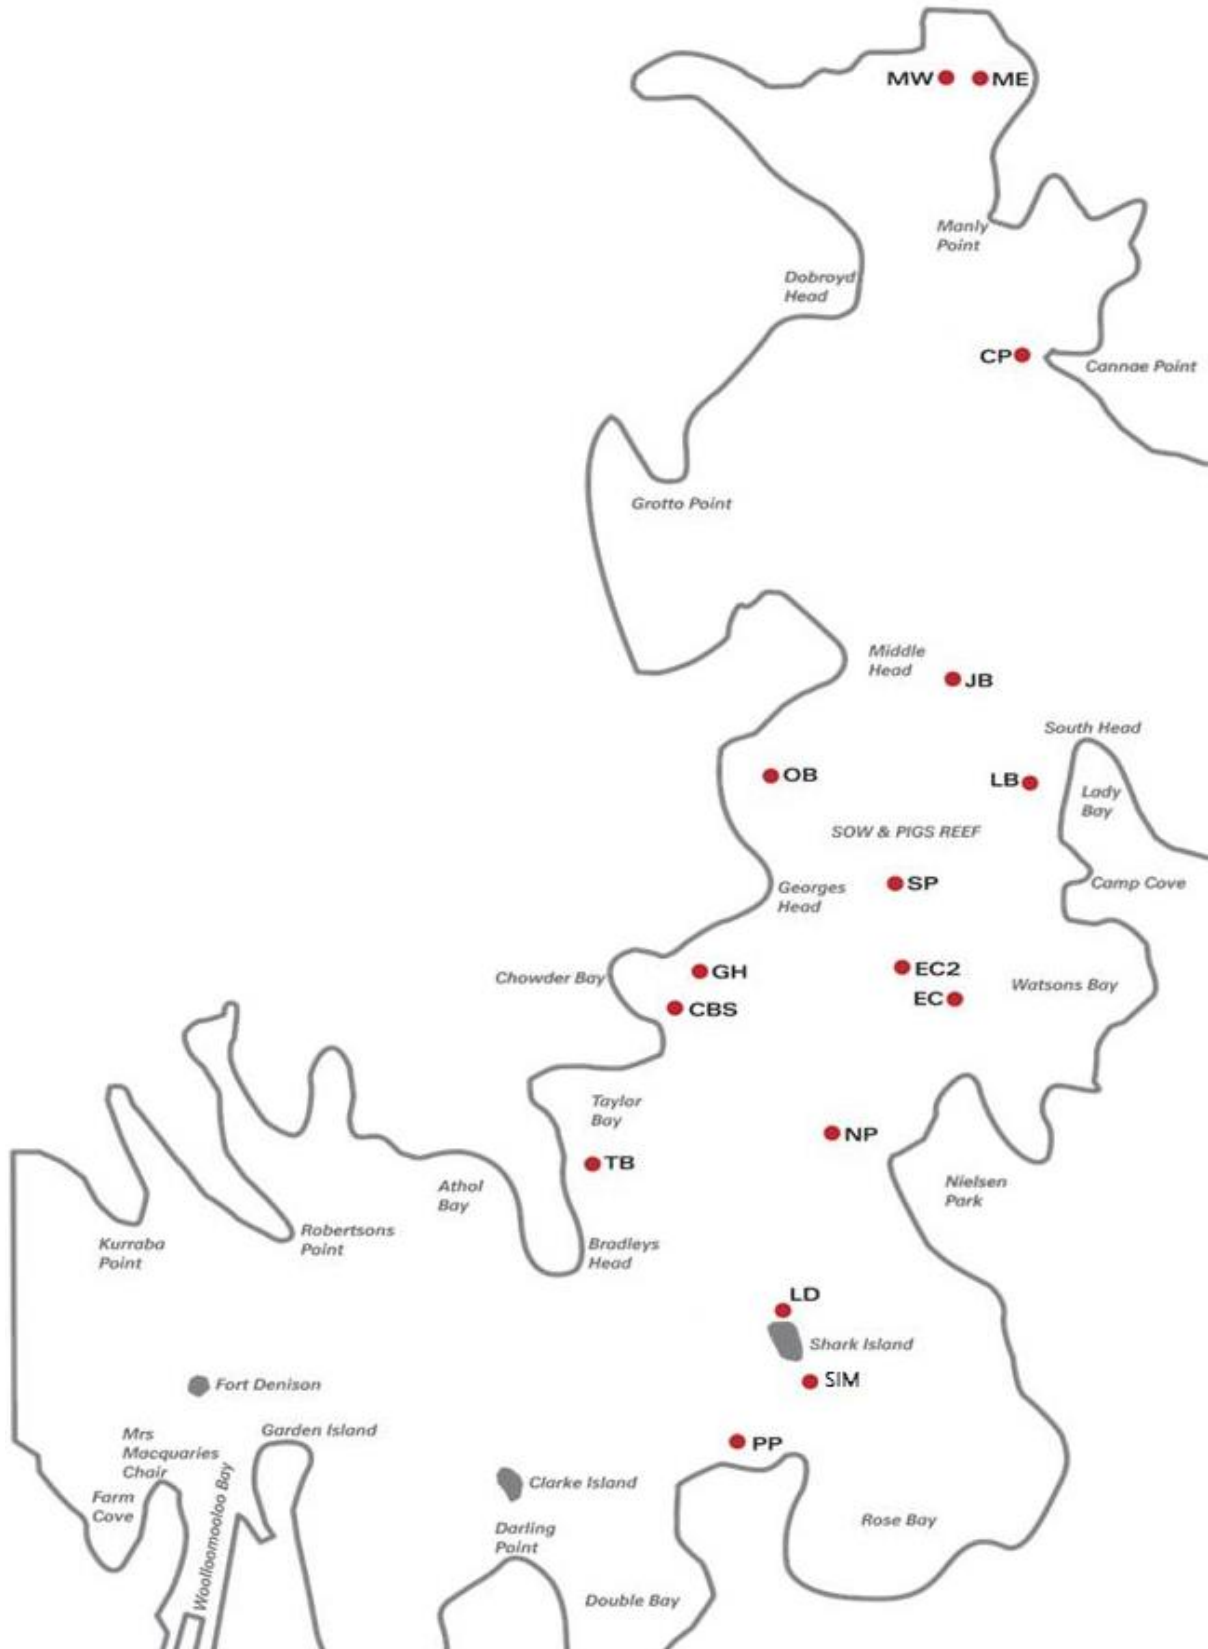 MW
ME
Manly
Point
Dobroyd
Head
CP
Cannae Point
Grotto Point
Middle
Head
JB
South Head
OB
LB
Lady
Bay
SOW & PIGS REEF
Georges
Head
SP
Camp Cove
Chowder Bay
GH
EC2
Watsons Bay
CBS
EC
Taylor
Bay
NP
TB
Athol
Bay
Nielsen
Park
Kurraba
Point
Robertsons
Point
Bradleys
Head
LD
Shark Island
Fort Denison
SIM
Garden Island
Mrs
Macquaries
Chair
PP
Farm
Cove
Woolloomooloo Bay
Clarke Island
Darling
Point
Rose Bay
Double Bay